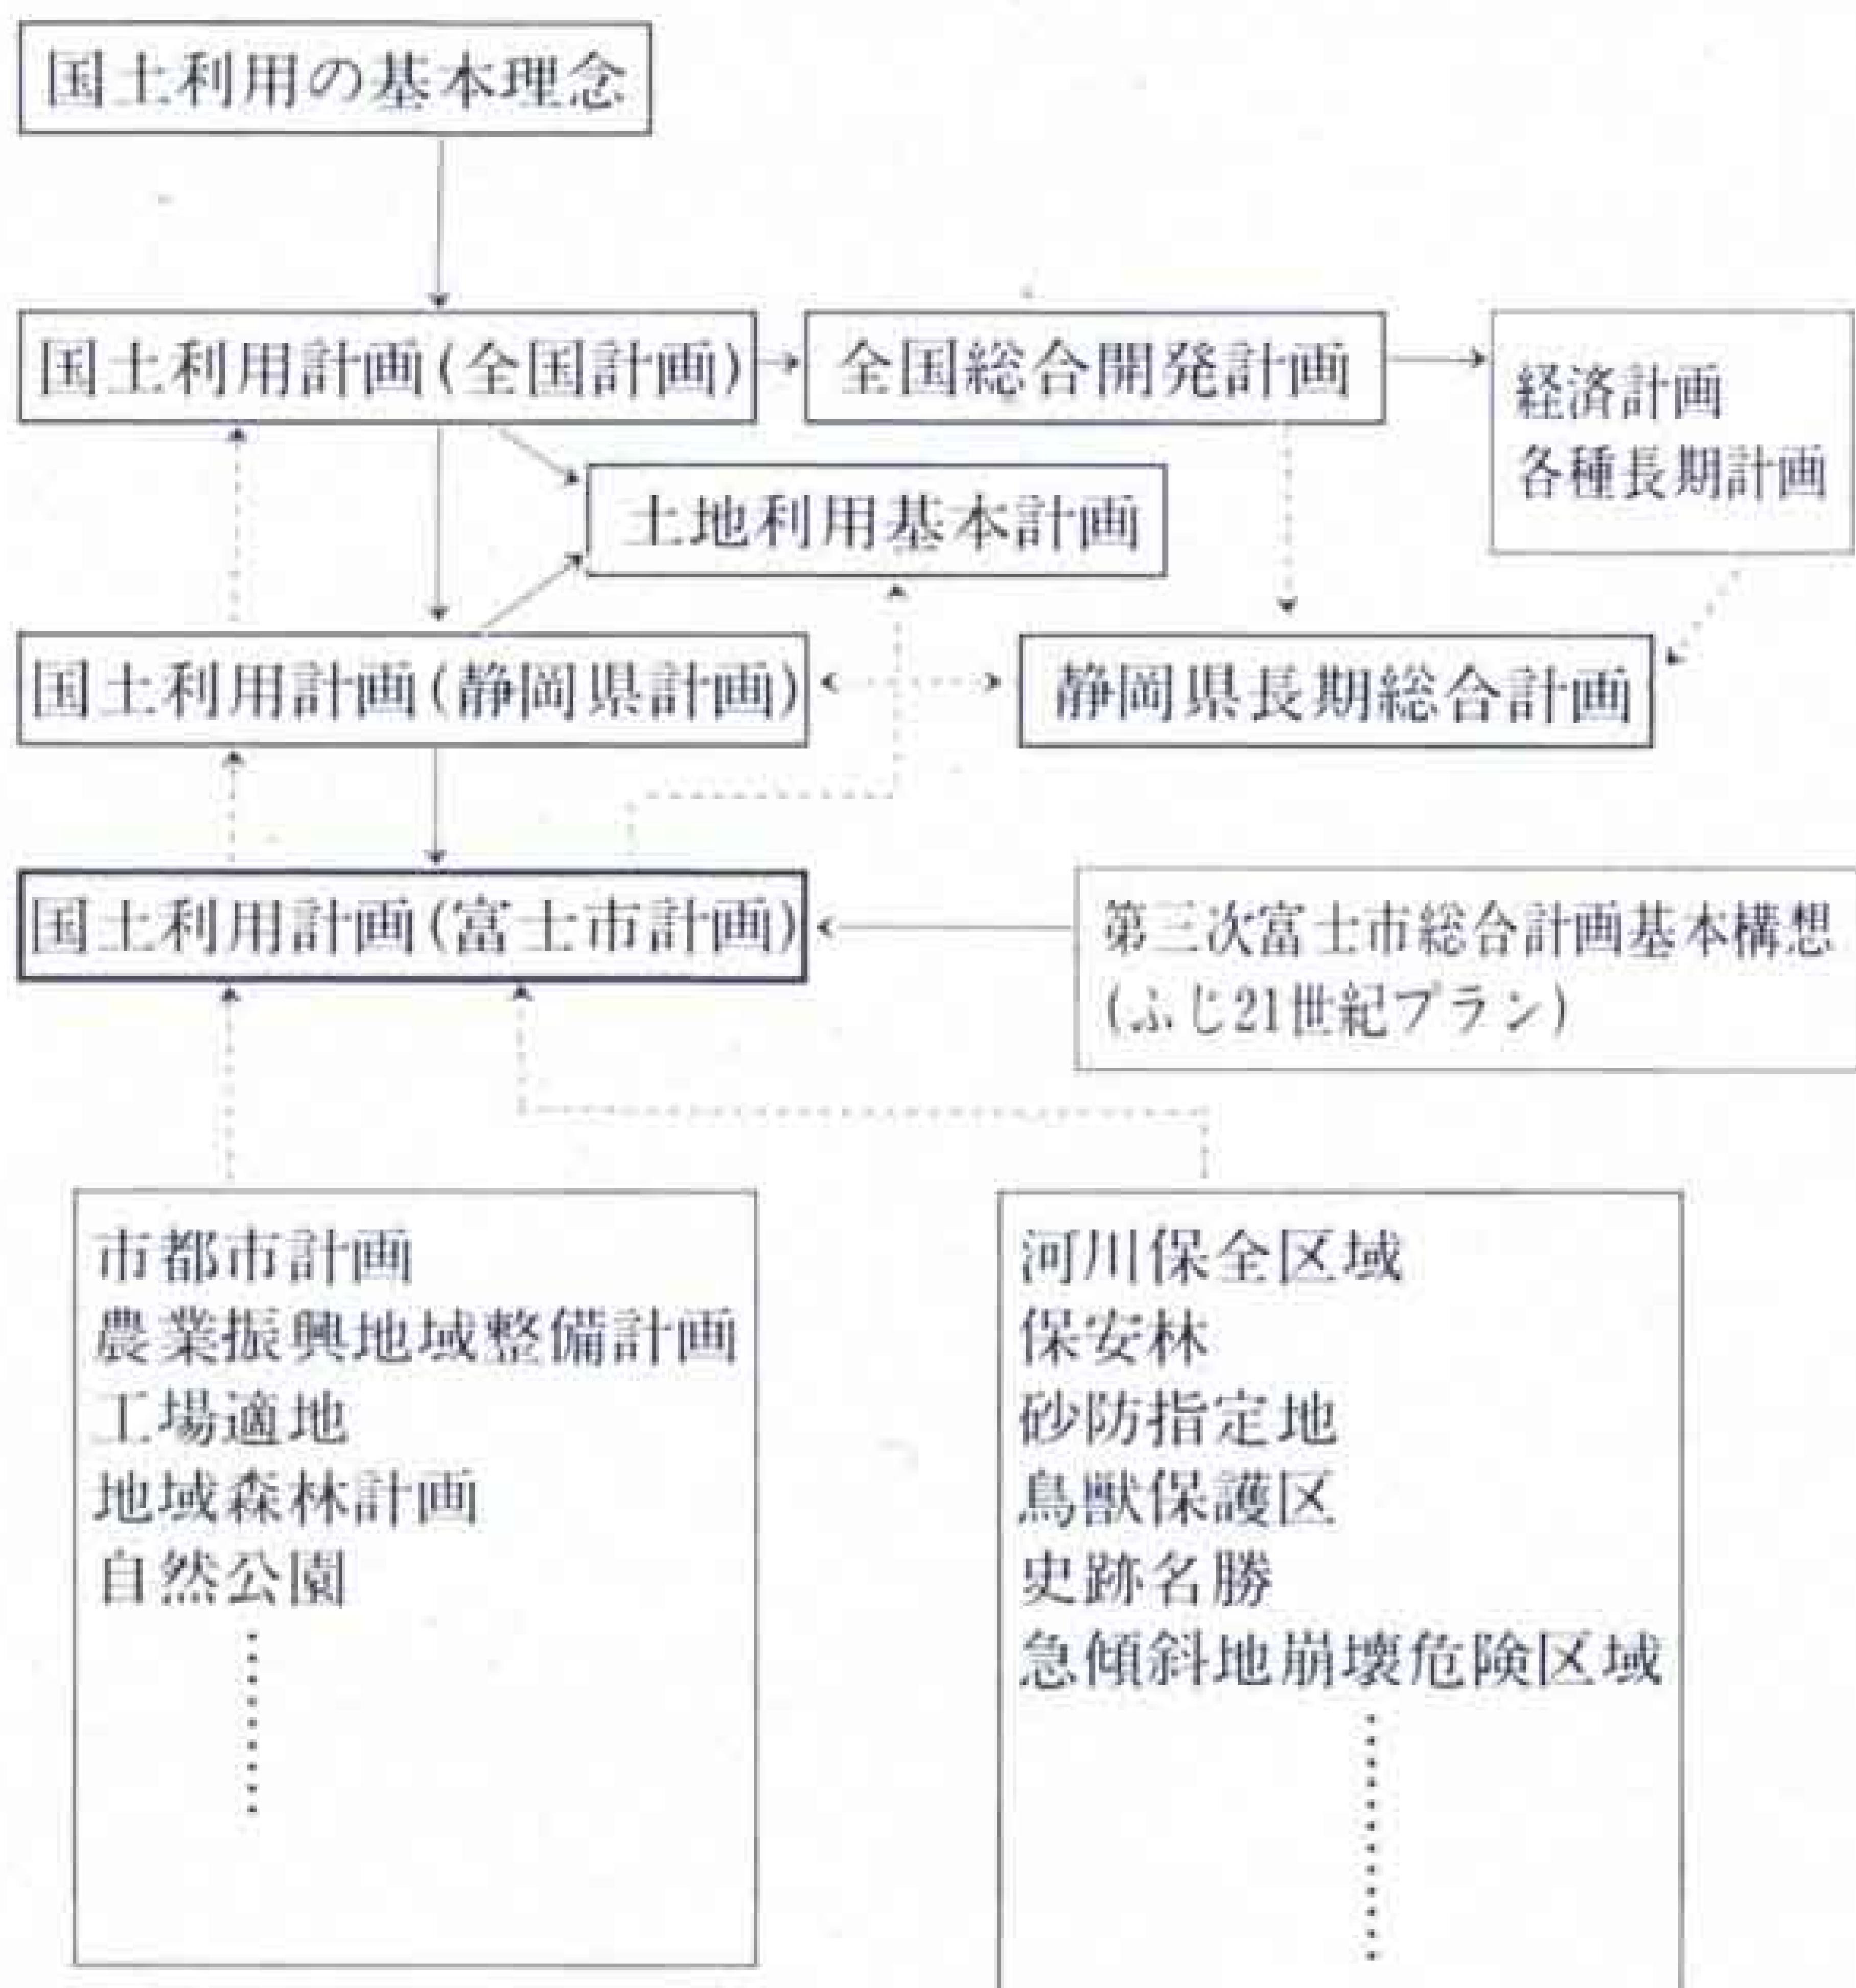 国土利用の基本理念
国土利用計画(全国計画)
全国総合開発計画
経済計画
各種長期計画
土地利用基本計画
国土利用計画(静岡県計画)
静岡県長期総合計画
国土利用計画(富士市計画)
第三次富士市総合計画基本構想
(ふじ21世紀プラン)
市都市計画
農業振興地域整備計画
工場適地
地域森林計画
自然公園
河川保全区域
保安林
砂防指定地
鳥獣保護区
史跡名勝
急傾斜地崩壊危険区域